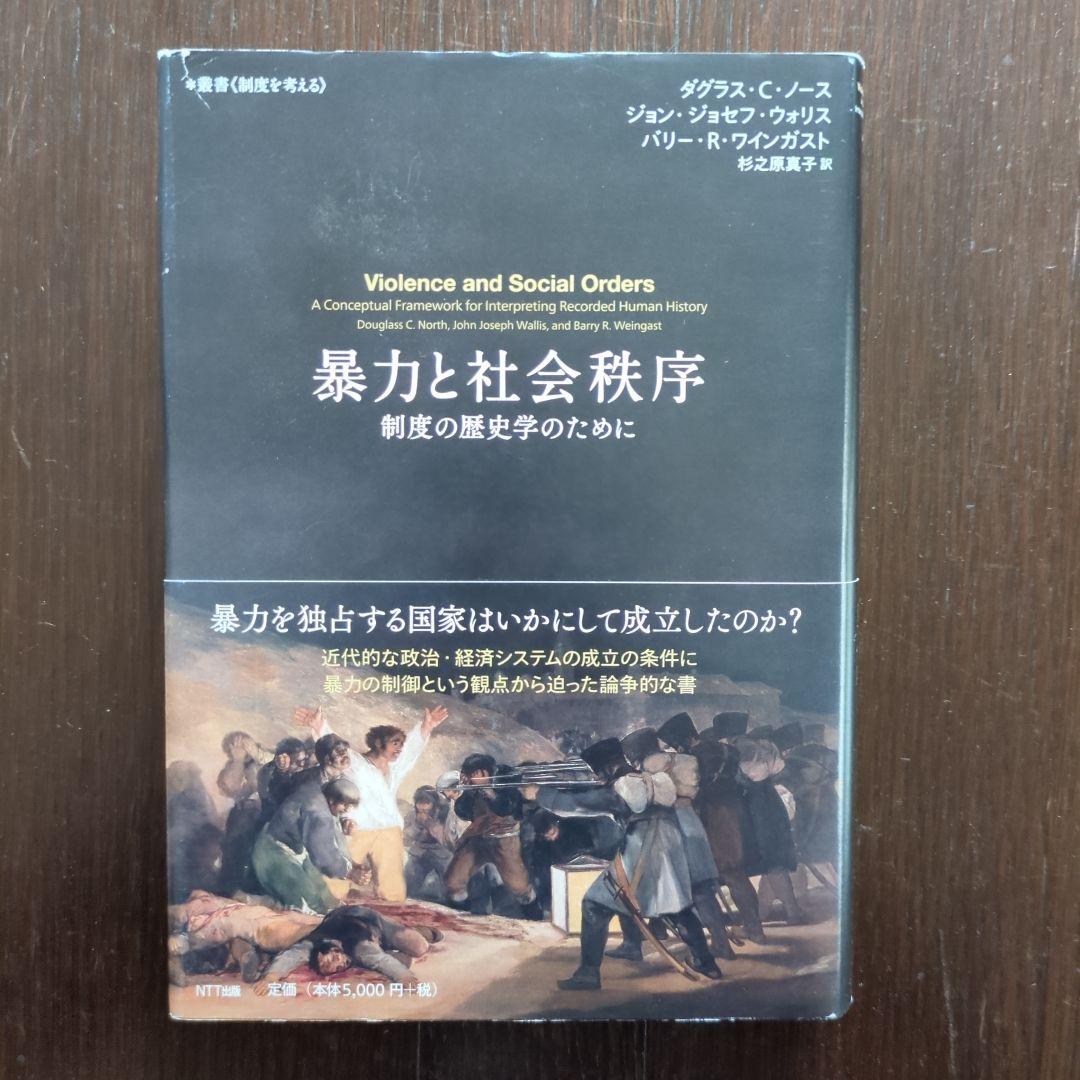 *叢書《制度を考える》
ダグラス・C・ノース
ジョン・ジョセフ・ウォリス
バリー・R・ワインガスト
杉之原真子 訳
Violence and Social Orders
A Conceptual Framework for Interpreting Recorded Human History
Douglass C. North, John Joseph Wallis, and Barry R. Weingast
暴力と社会秩序
制度の歴史学のために
暴力を独占する国家はいかにして成立したのか?
近代的な政治・経済システムの成立の条件に
暴力の制御という観点から迫った論争的な書
NTT出版 定価（本体5,000円+税）